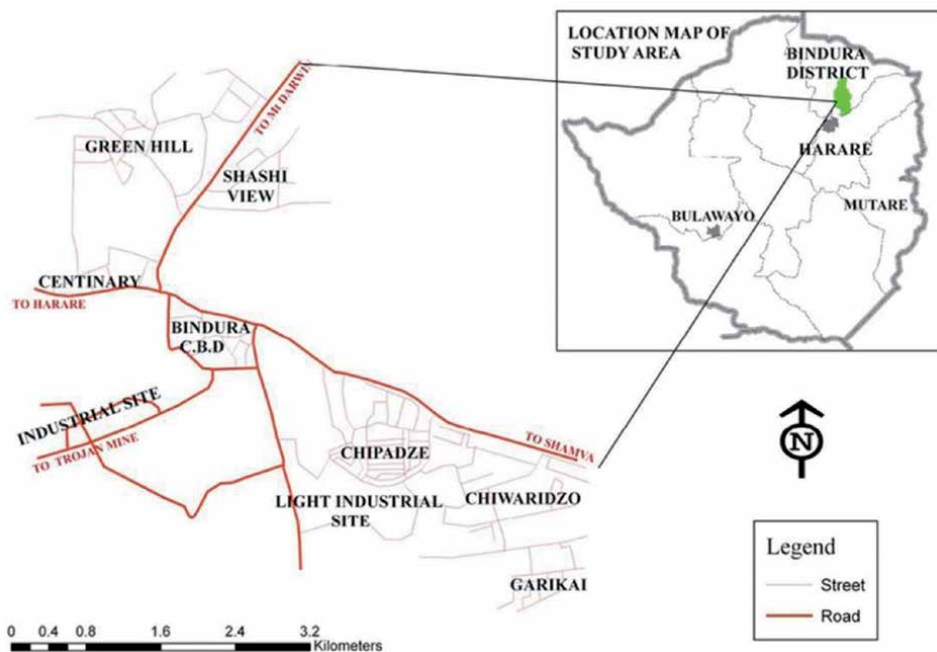 LOCATION MAP OF
STUDY AREA
BINDURA
DISTRICT
HARARE
MUTARE
BULAWAYO
TO Mt DARWIN
GREEN HILL
SHASHI
VIEW
CENTINARY
TO HARARE
BINDURA
C.B.D
INDUSTRIAL SITE
TO TROJAN MINE
CHIPADZE
TO SHAMVA
LIGHT INDUSTRIAL
SITE
CHIWARIDZO
GARIKAI
N
Legend
Street
Road
0 0.4 0.8 1.6 2.4 3.2
Kilometers